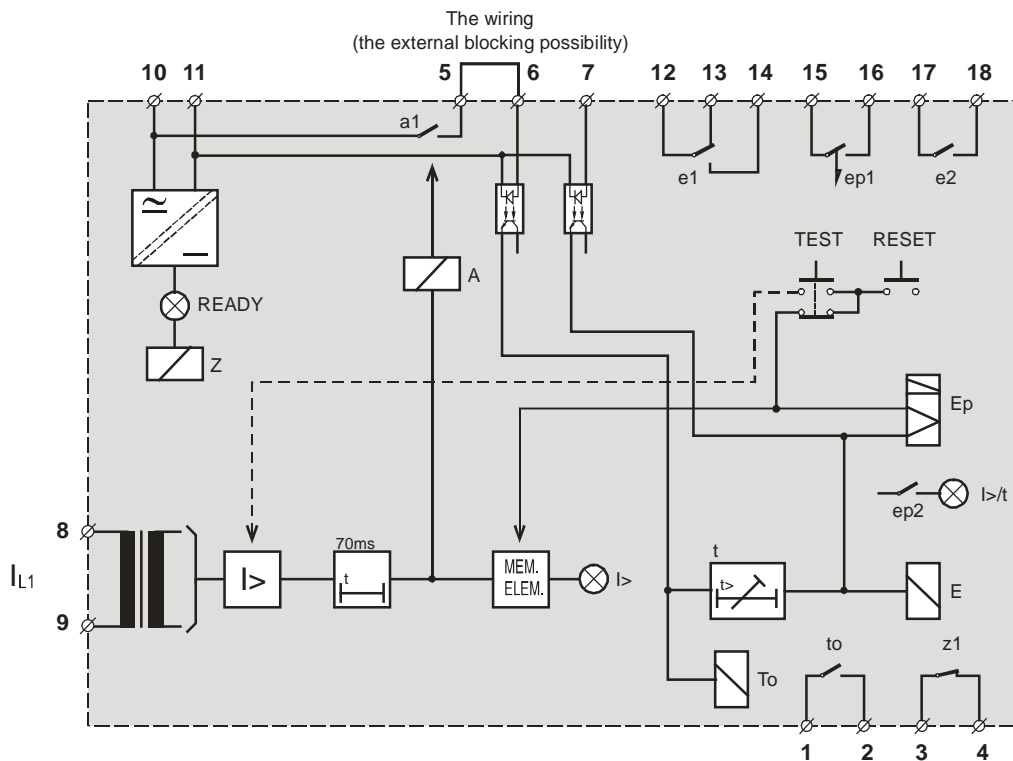 The wiring
(the external blocking possibility)
10 11 5 6 7 12 13 14 15 16 17 18
a1
e1
ep1
e2
TEST RESET
A
READY
Z
Ep
I>/t
ep2
8
I L1
9
I>
70ms
t
MEM.
ELEM.
I>
t
t>
E
To
to
z1
1 2 3 4